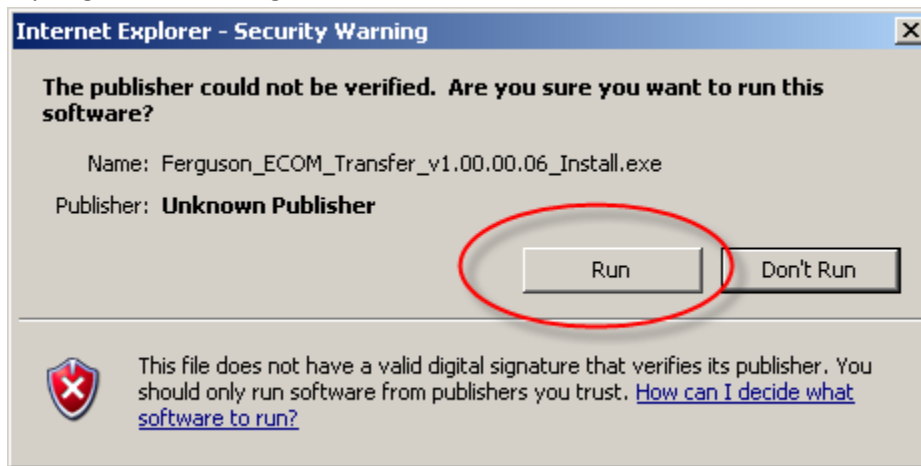 Internet Explorer - Security Warning
The publisher could not be verified.  Are you sure you want to run this
software?
Name: Ferguson_ECOM_Transfer_v1.00.00.06_Install.exe
Publisher: Unknown Publisher
Run Don't Run
This file does not have a valid digital signature that verifies its publisher. You
should only run software from publishers you trust. How can I decide what
software to run?